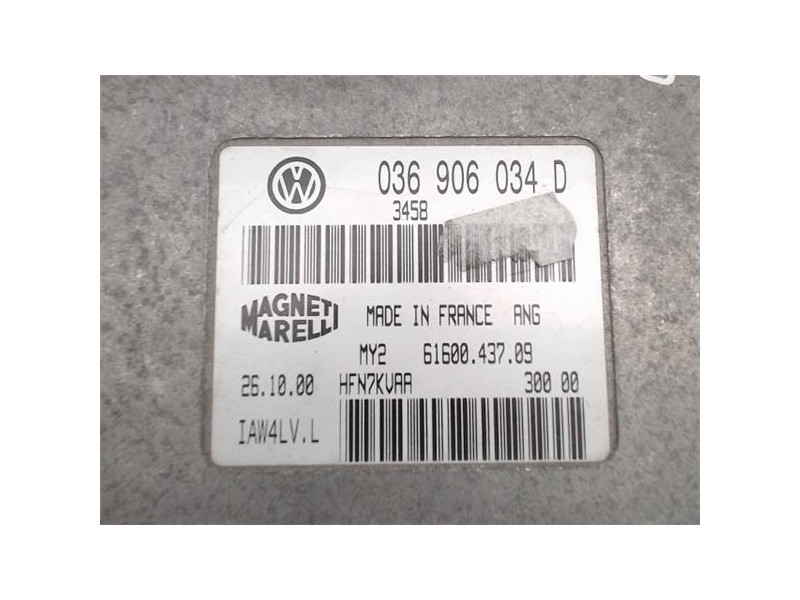 VW
036 906 034 D
3458
MAGNETI MARELLI
MADE IN FRANCE ANG
MY2 61600.437.09
26.10.00 HFN7KVAA 300 00
IAW4LV.L